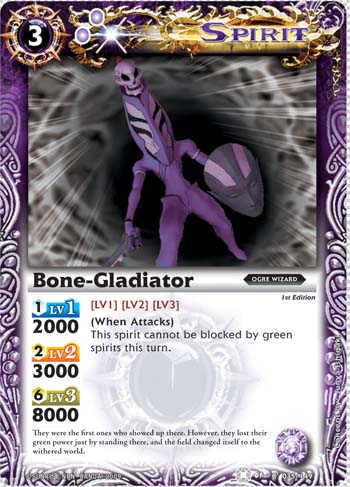 3
SPIRIT
Bone-Gladiator
OGRE WIZARD
1st Edition
1 LV1
2000
[LV1] [LV2] [LV3]
(When Attacks)
This spirit cannot be blocked by green
spirits this turn.
2 LV2
3000
6 LV3
8000
They were the first ones who showed up there. However, they lost their
green power just by standing there, and the field changed itself to the
withered world.